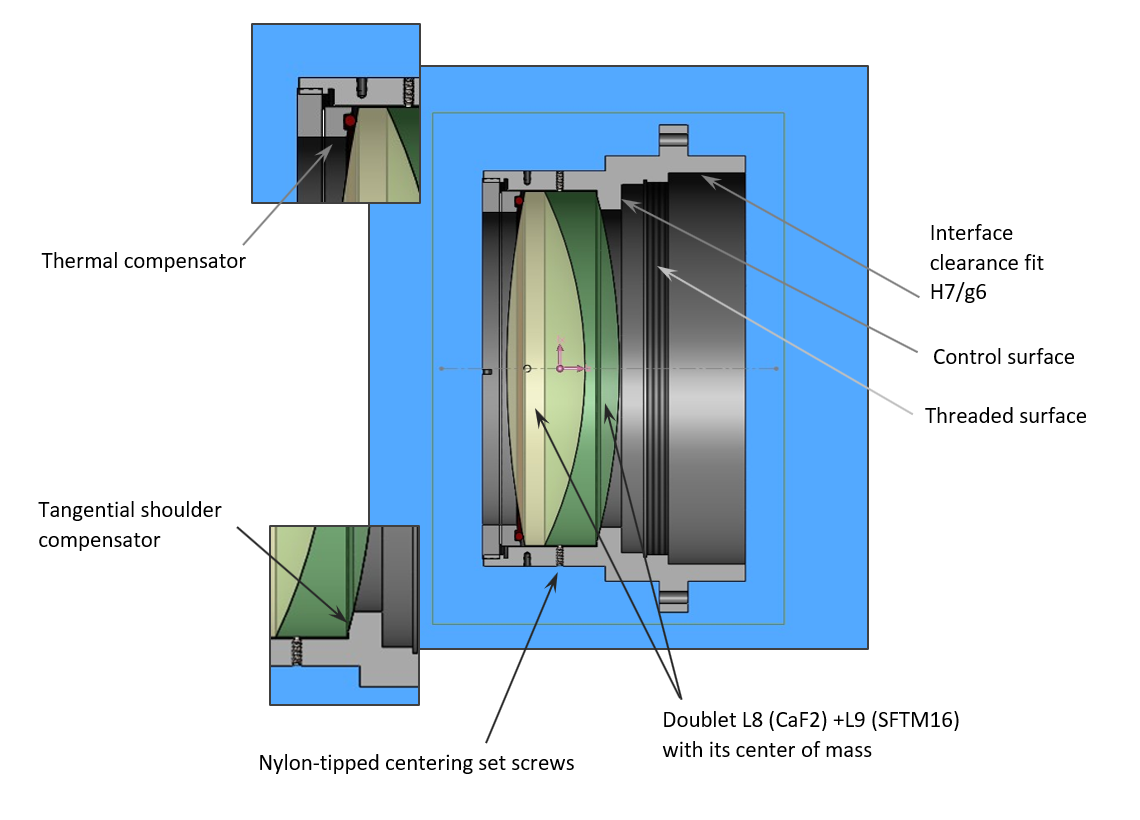 Thermal compensator
Interface
clearance fit
H7/g6
Control surface
Threaded surface
Tangential shoulder
compensator
Doublet L8 (CaF2) +L9 (SFTM16)
with its center of mass
Nylon-tipped centering set screws